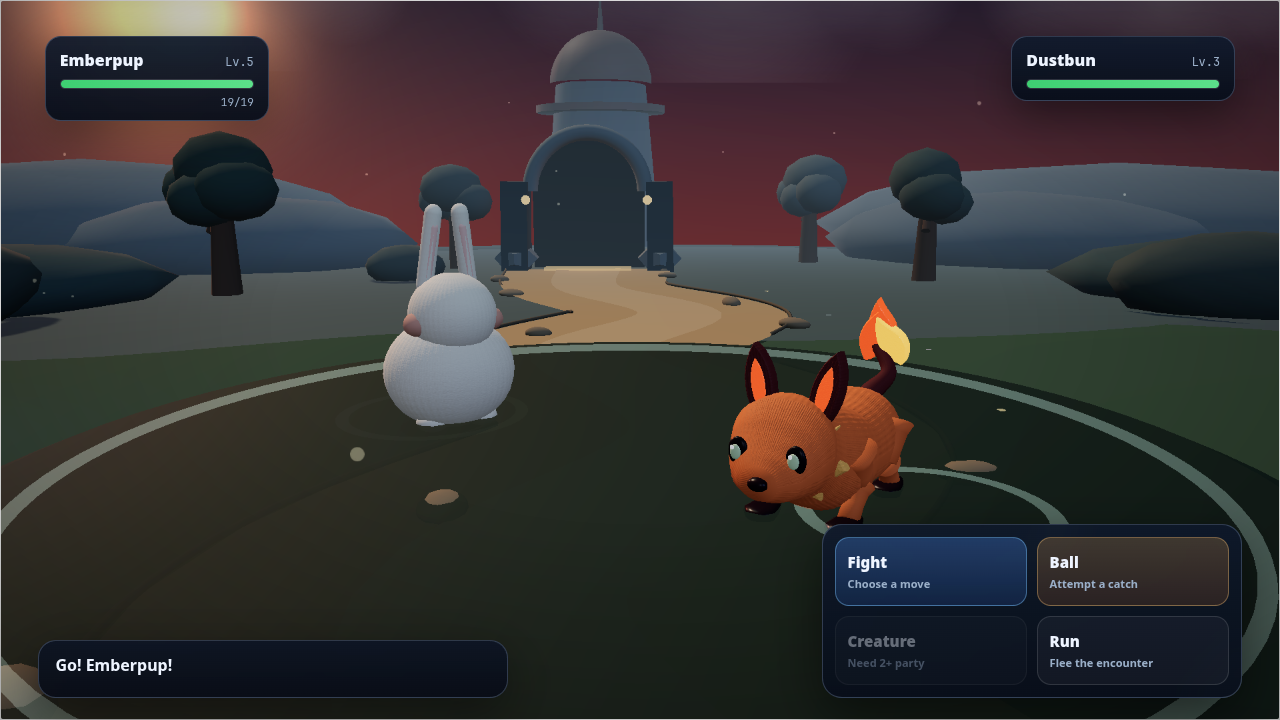 Emberpup Lv.5
19/19
Dustbun Lv.3
Go! Emberpup!
Fight
Choose a move
Ball
Attempt a catch
Creature
Need 2+ party
Run
Flee the encounter